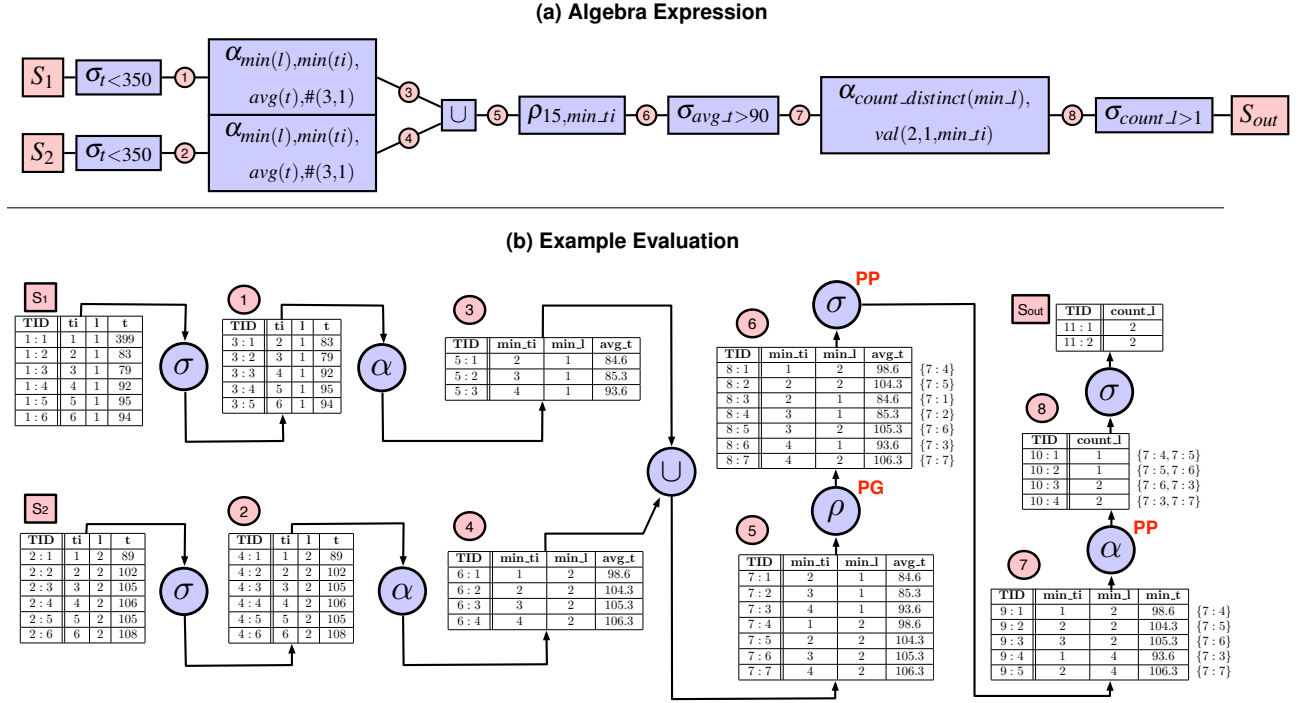 (a) Algebra Expression
S1 σt<350 1 αmin(l),min(ti), avg(t),#(3,1) 3
S2 σt<350 2 αmin(l),min(ti), avg(t),#(3,1) 4
∪ 5 ρ15,min_ti 6 σavg_t>90 7 αcount_distinct(min_l), val(2,1,min_ti) 8 σcount_l>1 Sout
(b) Example Evaluation
S1
TID ti l t
1 : 1 1 1 399
1 : 2 2 1 83
1 : 3 3 1 79
1 : 4 4 1 92
1 : 5 5 1 95
1 : 6 6 1 94
σ
1
TID ti l t
3 : 1 2 1 83
3 : 2 3 1 79
3 : 3 4 1 92
3 : 4 5 1 95
3 : 5 6 1 94
α
3
TID min_ti min_l avg_t
5 : 1 2 1 84.6
5 : 2 3 1 85.3
5 : 3 4 1 93.6
S2
TID ti l t
2 : 1 1 2 89
2 : 2 2 2 102
2 : 3 3 2 105
2 : 4 4 2 106
2 : 5 5 2 105
2 : 6 6 2 108
σ
2
TID ti l t
4 : 1 1 2 89
4 : 2 2 2 102
4 : 3 3 2 105
4 : 4 4 2 106
4 : 5 5 2 105
4 : 6 6 2 108
α
4
TID min_ti min_l avg_t
6 : 1 1 2 98.6
6 : 2 2 2 104.3
6 : 3 3 2 105.3
6 : 4 4 2 106.3
∪
5
TID min_ti min_l avg_t
7 : 1 2 1 84.6
7 : 2 3 1 85.3
7 : 3 4 1 93.6
7 : 4 1 2 98.6
7 : 5 2 2 104.3
7 : 6 3 2 105.3
7 : 7 4 2 106.3
ρ PG
6
TID min_ti min_l avg_t
8 : 1 1 2 98.6 {7 : 4}
8 : 2 2 2 104.3 {7 : 5}
8 : 3 2 1 84.6 {7 : 1}
8 : 4 3 1 85.3 {7 : 2}
8 : 5 3 2 105.3 {7 : 6}
8 : 6 4 1 93.6 {7 : 3}
8 : 7 4 2 106.3 {7 : 7}
σ PP
7
TID min_ti min_l min_t
9 : 1 1 2 98.6 {7 : 4}
9 : 2 2 2 104.3 {7 : 5}
9 : 3 3 2 105.3 {7 : 6}
9 : 4 1 4 93.6 {7 : 3}
9 : 5 2 4 106.3 {7 : 7}
α PP
8
TID count_l
10 : 1 1 {7 : 4, 7 : 5}
10 : 2 1 {7 : 5, 7 : 6}
10 : 3 2 {7 : 6, 7 : 3}
10 : 4 2 {7 : 3, 7 : 7}
σ
Sout
TID count_l
11 : 1 2
11 : 2 2